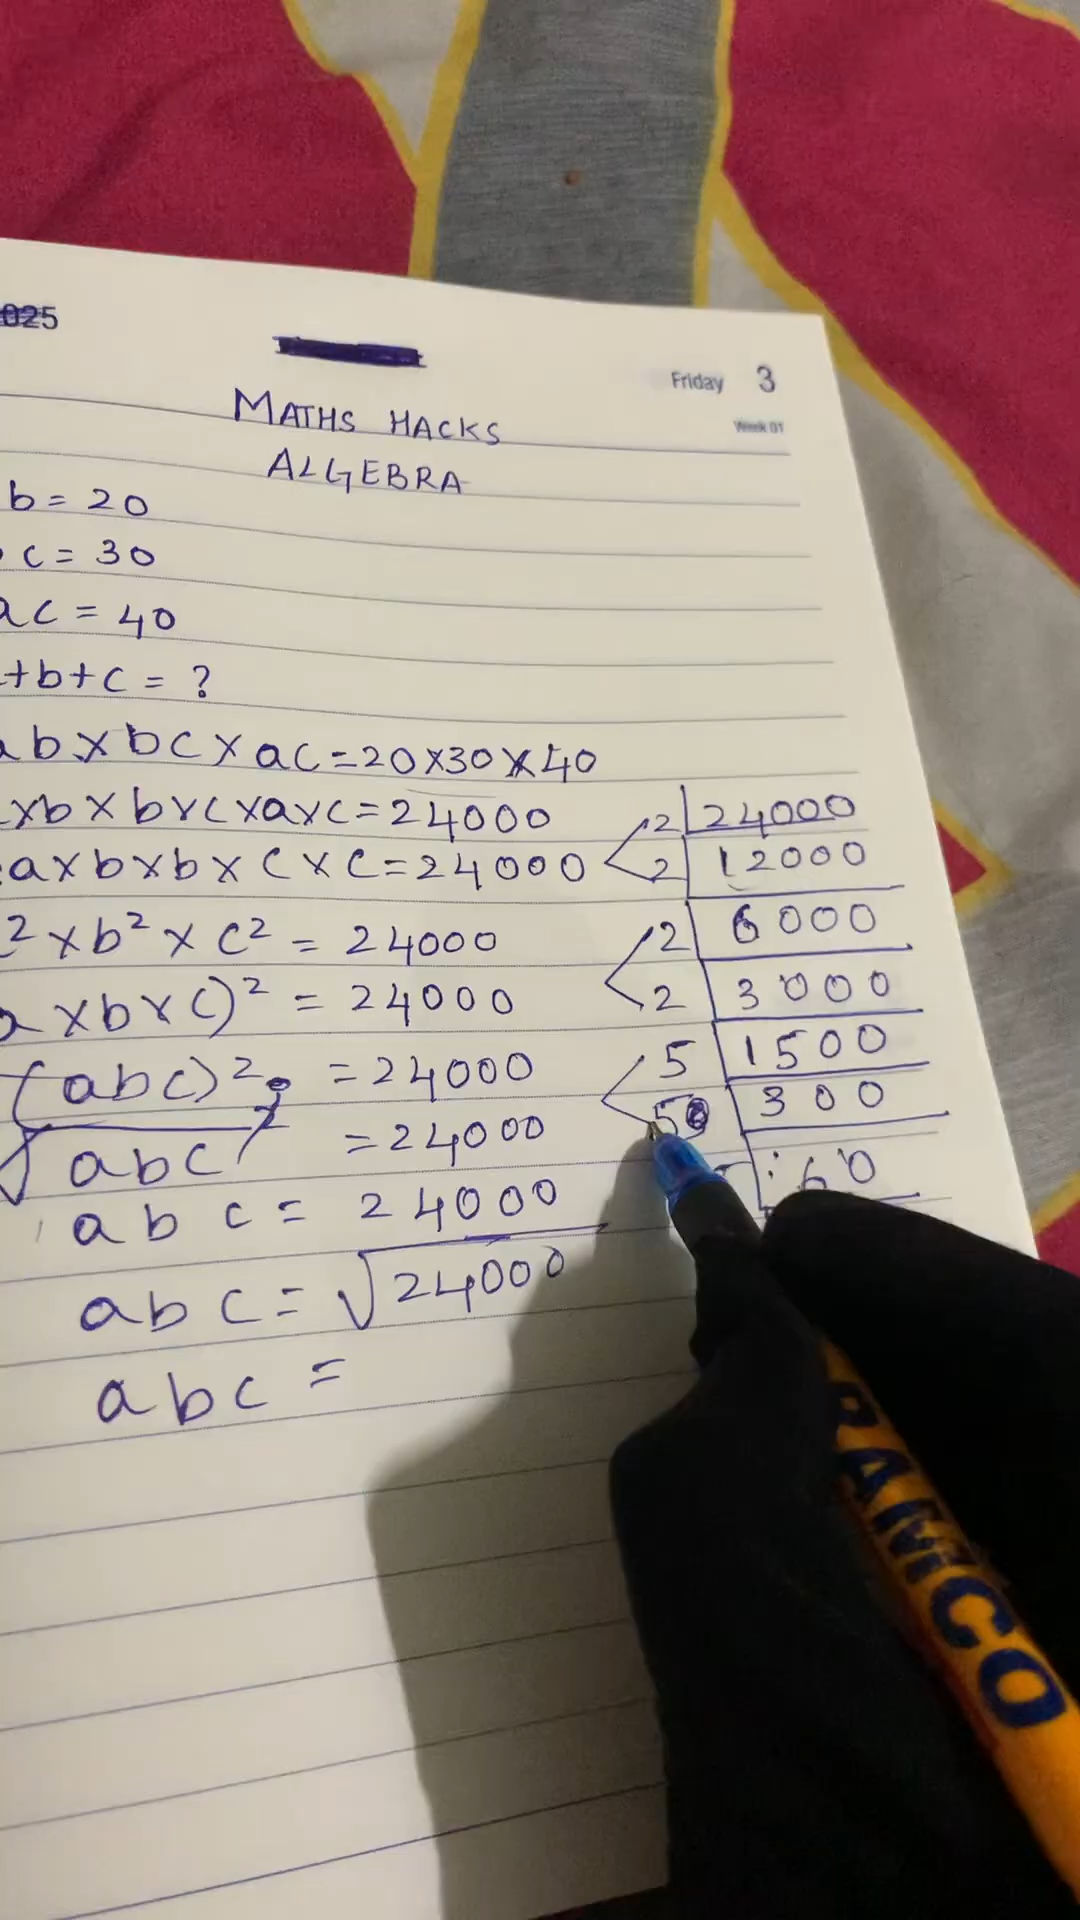 025
Friday 3
Week 01
MATHS HACKS
ALGEBRA
b = 20
c = 30
ac = 40
+b+c = ?
ab×bc×ac=20×30×40
×b×b×c×a×c=24000
a×b×b×c×c=24000
²×b²×c² = 24000
a×b×c)² = 24000
(abc)² = 24000
√abc² = 24000
abc = 24000
abc = √24000
abc =
2 24000
2 12000
2 6000
2 3000
5 1500
5 300
60
RAMCO